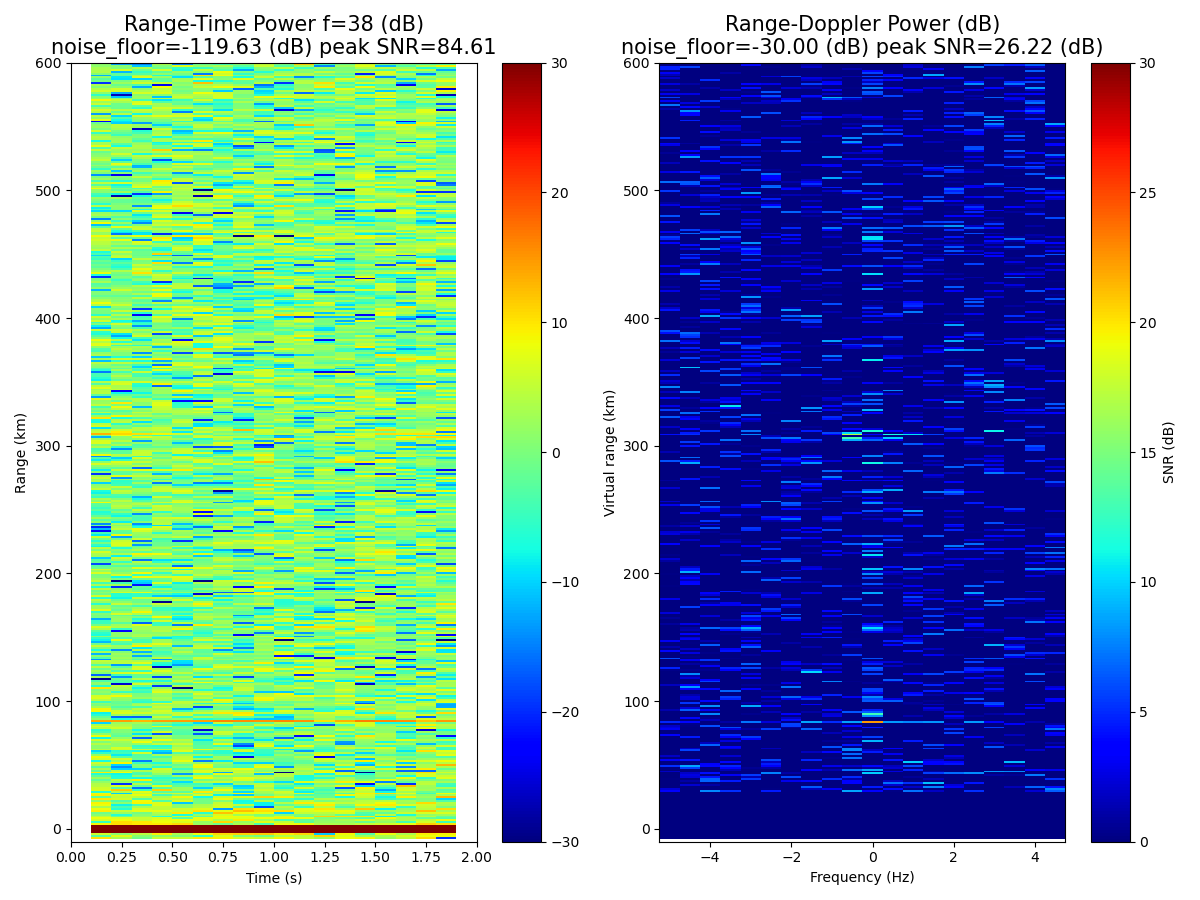 Range-Time Power f=38 (dB)
noise_floor=-119.63 (dB) peak SNR=84.61
Range (km)
600
500
400
300
200
100
0
0.00 0.25 0.50 0.75 1.00 1.25 1.50 1.75 2.00
Time (s)
30
20
10
0
−10
−20
−30
Range-Doppler Power (dB)
noise_floor=-30.00 (dB) peak SNR=26.22 (dB)
Virtual range (km)
600
500
400
300
200
100
0
−4 −2 0 2 4
Frequency (Hz)
30
25
20
15
10
5
0
SNR (dB)